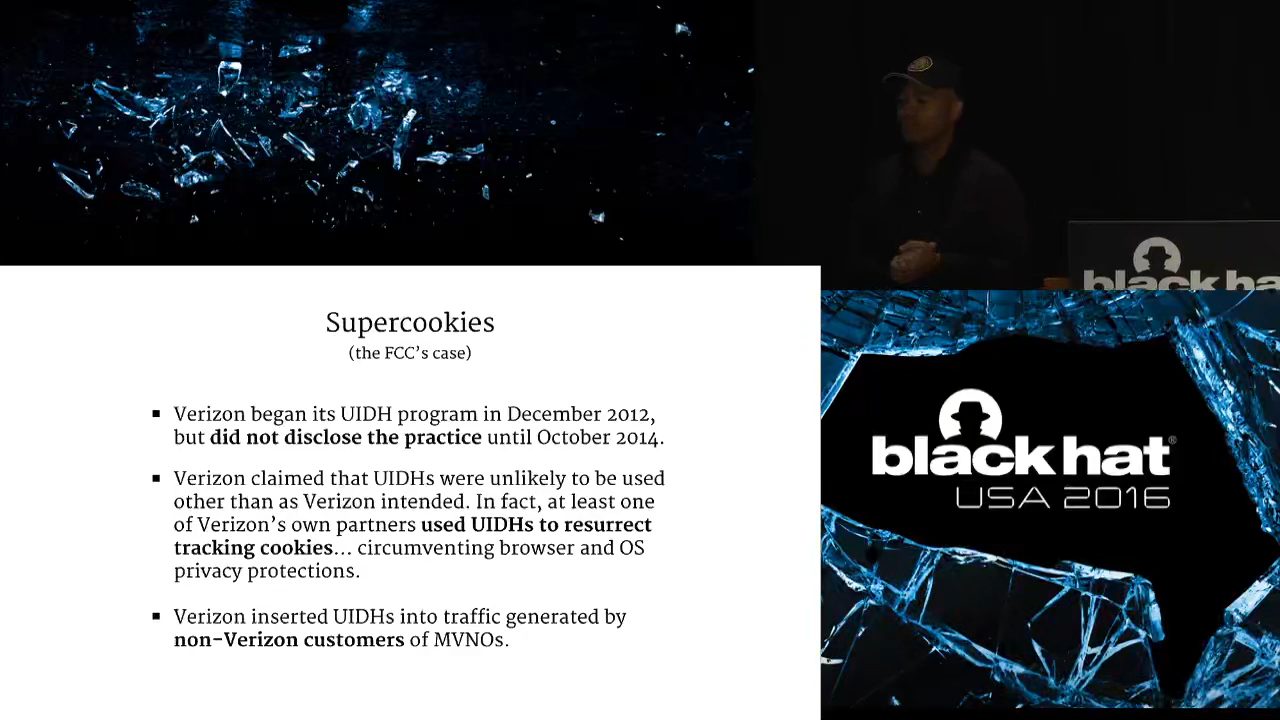 Supercookies
(the FCC's case)
▪ Verizon began its UIDH program in December 2012,
but did not disclose the practice until October 2014.
▪ Verizon claimed that UIDHs were unlikely to be used
other than as Verizon intended. In fact, at least one
of Verizon's own partners used UIDHs to resurrect
tracking cookies… circumventing browser and OS
privacy protections.
▪ Verizon inserted UIDHs into traffic generated by
non-Verizon customers of MVNOs.
black hat
black hat®
USA 2016